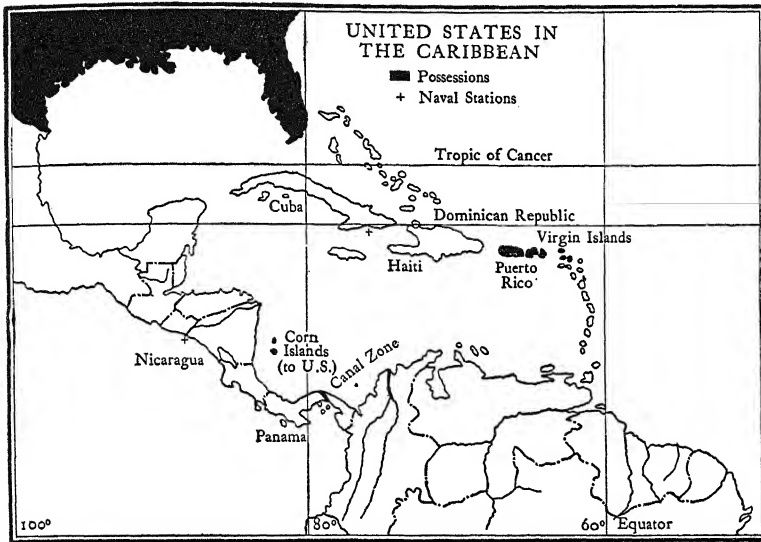 UNITED STATES IN
THE CARIBBEAN
Possessions
+ Naval Stations
Tropic of Cancer
Cuba
Dominican Republic
Haiti
Virgin Islands
Puerto
Rico
Nicaragua
Corn
Islands
(to U.S.)
Canal Zone
Panama
100°
80°
60°
Equator